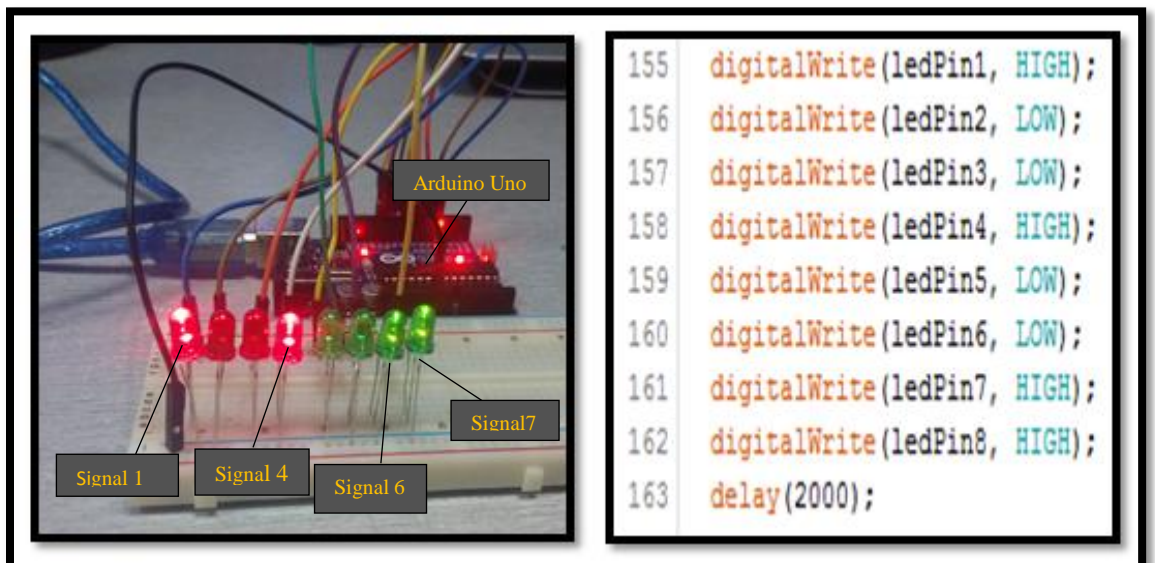 Arduino Uno
Signal7
Signal 1
Signal 4
Signal 6
155 digitalWrite(ledPin1, HIGH);
156 digitalWrite(ledPin2, LOW);
157 digitalWrite(ledPin3, LOW);
158 digitalWrite(ledPin4, HIGH);
159 digitalWrite(ledPin5, LOW);
160 digitalWrite(ledPin6, LOW);
161 digitalWrite(ledPin7, HIGH);
162 digitalWrite(ledPin8, HIGH);
163 delay(2000);